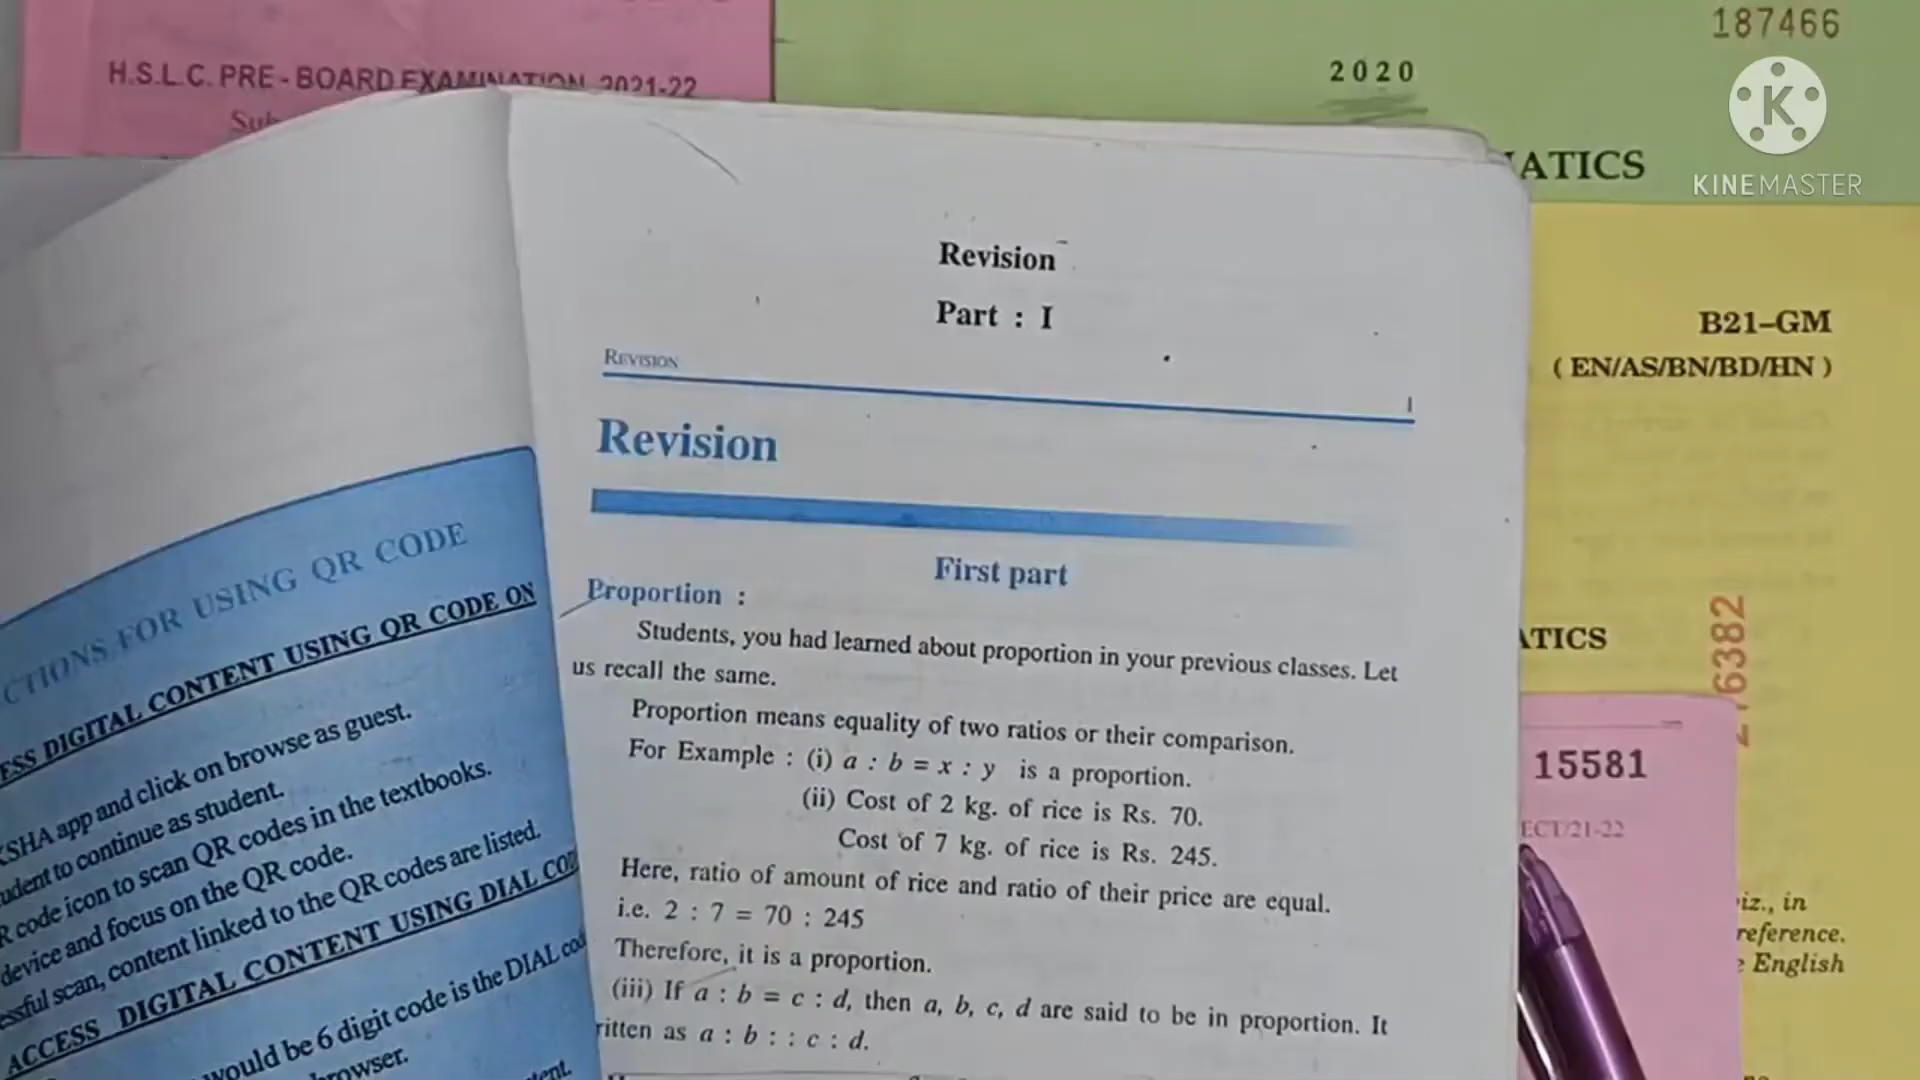 187466
2020
H.S.L.C. PRE - BOARD EXAMINATION 2021-22
Sub
K
KINEMASTER
ATICS
Revision
Part : I
B21–GM
( EN/AS/BN/BD/HN )
REVISION
1
Revision
First part
Proportion :
Students, you had learned about proportion in your previous classes. Let
us recall the same.
Proportion means equality of two ratios or their comparison.
For Example : (i) a : b = x : y is a proportion.
(ii) Cost of 2 kg. of rice is Rs. 70.
Cost of 7 kg. of rice is Rs. 245.
Here, ratio of amount of rice and ratio of their price are equal.
i.e. 2 : 7 = 70 : 245
Therefore, it is a proportion.
(iii) If a : b = c : d, then a, b, c, d are said to be in proportion. It
ritten as a : b : : c : d.
CTIONS FOR USING QR CODE
ESS DIGITAL CONTENT USING QR CODE ON
KSHA app and click on browse as guest.
udent to continue as student.
R code icon to scan QR codes in the textbooks.
device and focus on the QR code.
essful scan, content linked to the QR codes are listed.
ACCESS DIGITAL CONTENT USING DIAL COD
would be 6 digit code is the DIAL cod
browser.
tent.
ATICS
63382
15581
ECT/21-22
iz., in
reference.
English